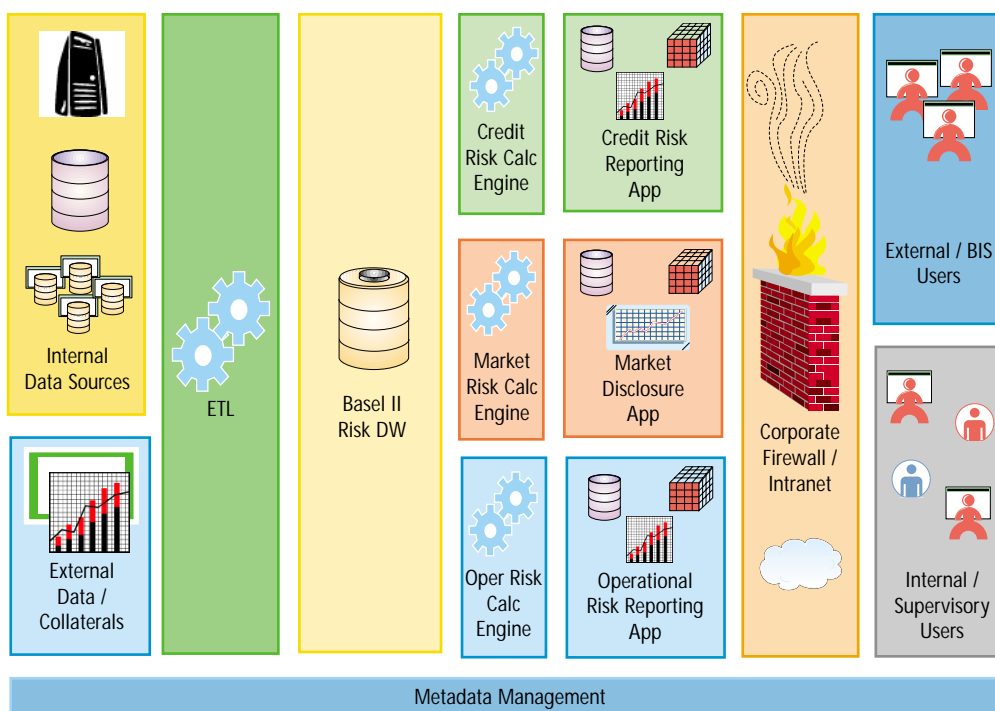 Internal
Data Sources
External
Data /
Collaterals
ETL
Basel II
Risk DW
Credit
Risk Calc
Engine
Credit Risk
Reporting
App
Market
Risk Calc
Engine
Market
Disclosure
App
Oper Risk
Calc
Engine
Operational
Risk Reporting
App
Corporate
Firewall /
Intranet
External / BIS
Users
Internal /
Supervisory
Users
Metadata Management